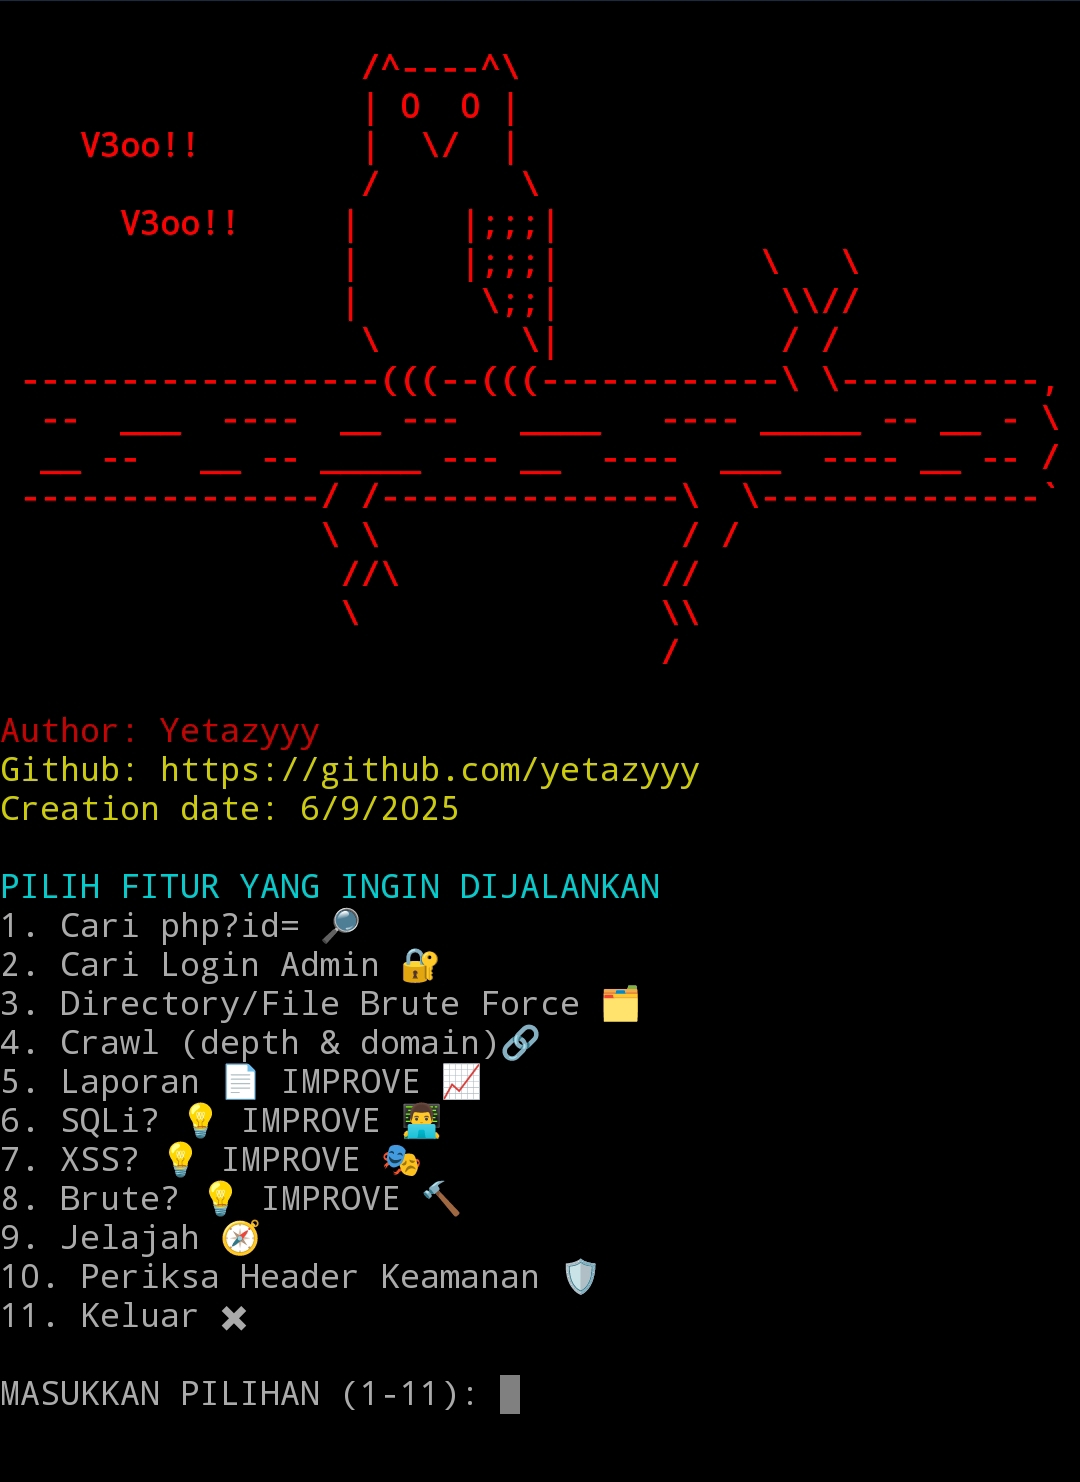 V3oo!!
V3oo!!
Author: Yetazyyy
Github: https://github.com/yetazyyy
Creation date: 6/9/2025
PILIH FITUR YANG INGIN DIJALANKAN
1. Cari php?id= 🔎
2. Cari Login Admin 🔐
3. Directory/File Brute Force 🗂️
4. Crawl (depth & domain)🔗
5. Laporan 📄 IMPROVE 📈
6. SQLi? 💡 IMPROVE 👨‍💻
7. XSS? 💡 IMPROVE 🎭
8. Brute? 💡 IMPROVE 🔨
9. Jelajah 🧭
10. Periksa Header Keamanan 🛡️
11. Keluar ✖
MASUKKAN PILIHAN (1-11):